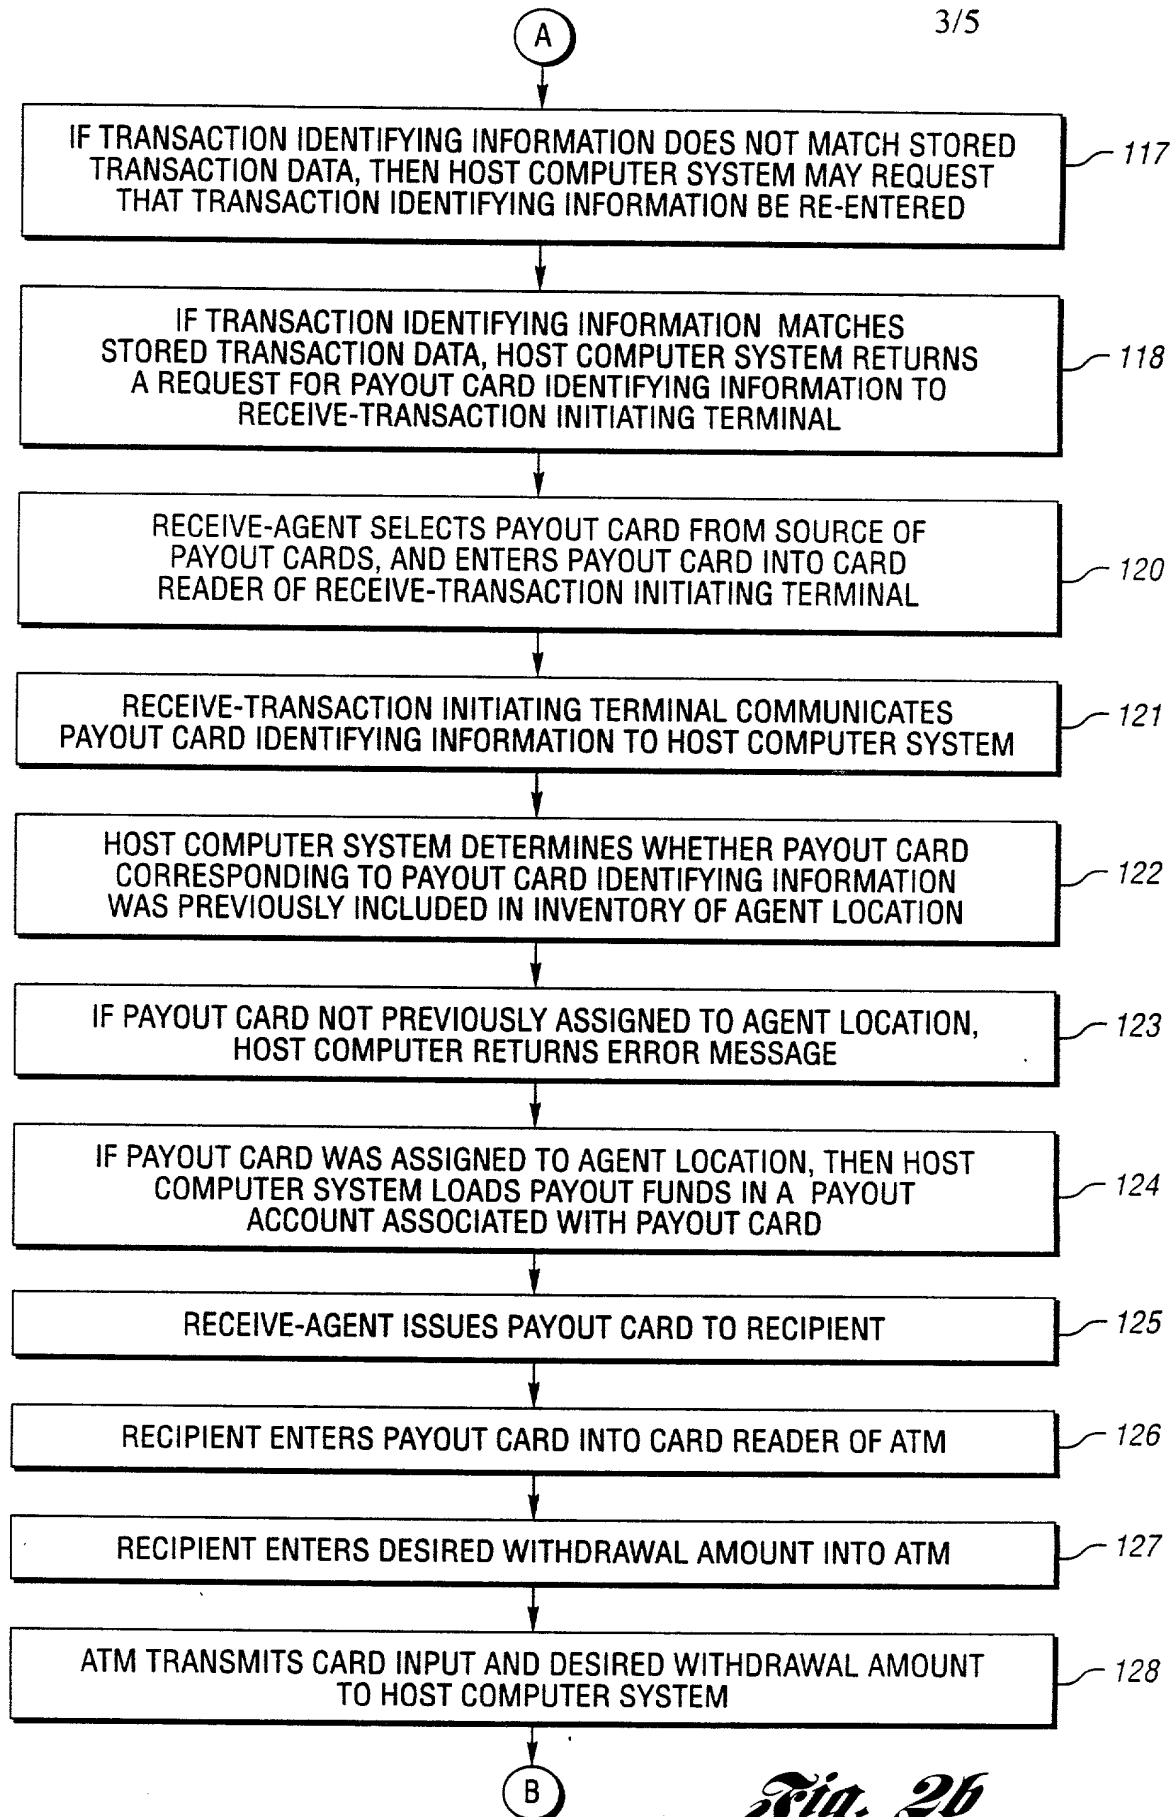 3/5
A
IF TRANSACTION IDENTIFYING INFORMATION DOES NOT MATCH STORED
TRANSACTION DATA, THEN HOST COMPUTER SYSTEM MAY REQUEST
THAT TRANSACTION IDENTIFYING INFORMATION BE RE-ENTERED
117
IF TRANSACTION IDENTIFYING INFORMATION MATCHES
STORED TRANSACTION DATA, HOST COMPUTER SYSTEM RETURNS
A REQUEST FOR PAYOUT CARD IDENTIFYING INFORMATION TO
RECEIVE-TRANSACTION INITIATING TERMINAL
118
RECEIVE-AGENT SELECTS PAYOUT CARD FROM SOURCE OF
PAYOUT CARDS, AND ENTERS PAYOUT CARD INTO CARD
READER OF RECEIVE-TRANSACTION INITIATING TERMINAL
120
RECEIVE-TRANSACTION INITIATING TERMINAL COMMUNICATES
PAYOUT CARD IDENTIFYING INFORMATION TO HOST COMPUTER SYSTEM
121
HOST COMPUTER SYSTEM DETERMINES WHETHER PAYOUT CARD
CORRESPONDING TO PAYOUT CARD IDENTIFYING INFORMATION
WAS PREVIOUSLY INCLUDED IN INVENTORY OF AGENT LOCATION
122
IF PAYOUT CARD NOT PREVIOUSLY ASSIGNED TO AGENT LOCATION,
HOST COMPUTER RETURNS ERROR MESSAGE
123
IF PAYOUT CARD WAS ASSIGNED TO AGENT LOCATION, THEN HOST
COMPUTER SYSTEM LOADS PAYOUT FUNDS IN A PAYOUT
ACCOUNT ASSOCIATED WITH PAYOUT CARD
124
RECEIVE-AGENT ISSUES PAYOUT CARD TO RECIPIENT
125
RECIPIENT ENTERS PAYOUT CARD INTO CARD READER OF ATM
126
RECIPIENT ENTERS DESIRED WITHDRAWAL AMOUNT INTO ATM
127
ATM TRANSMITS CARD INPUT AND DESIRED WITHDRAWAL AMOUNT
TO HOST COMPUTER SYSTEM
128
B
Fig. 2b